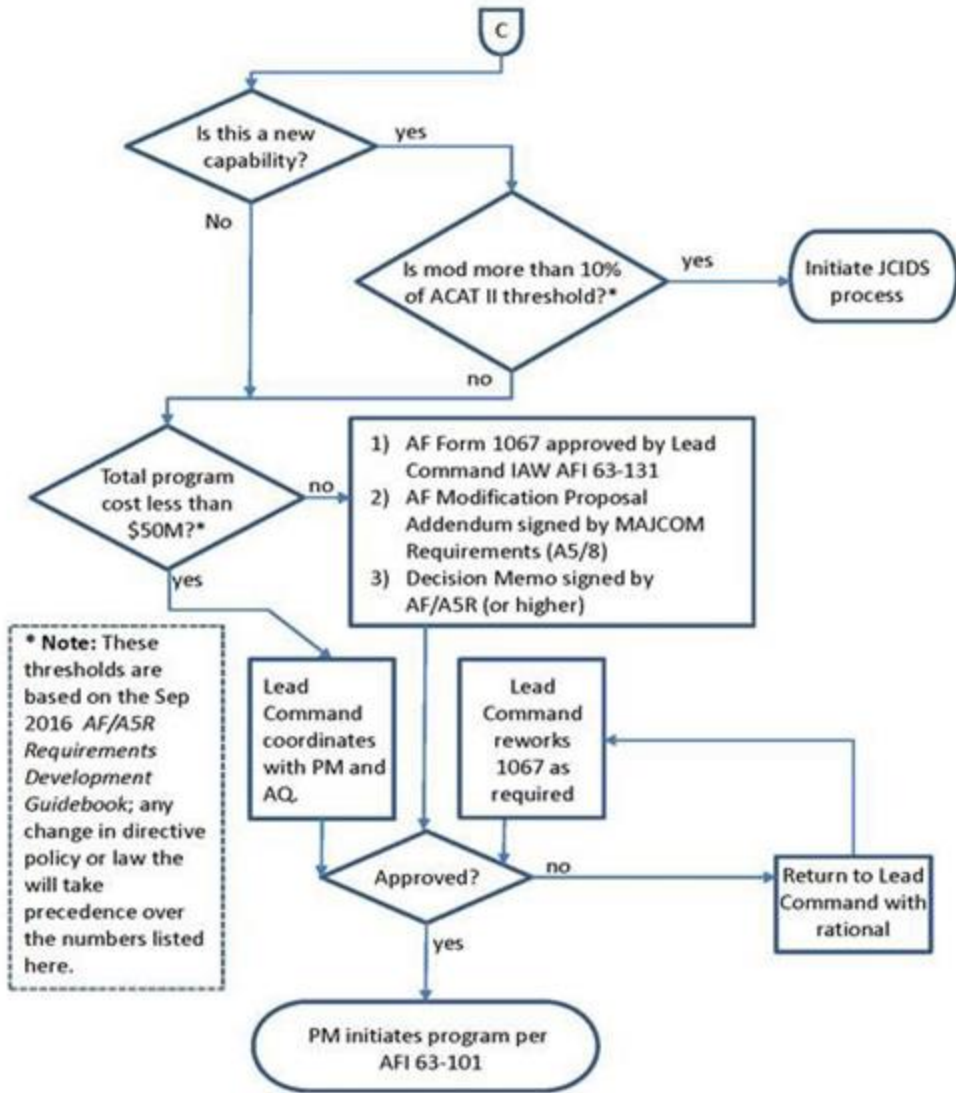 C
Is this a new
capability?
yes
No
Is mod more than 10%
of ACAT II threshold?*
yes
Initiate JCIDS
process
no
Total program
cost less than
$50M?*
no
yes
1) AF Form 1067 approved by Lead
Command IAW AFI 63-131
2) AF Modification Proposal
Addendum signed by MAJCOM
Requirements (A5/8)
3) Decision Memo signed by
AF/A5R (or higher)
* Note: These
thresholds are
based on the Sep
2016 AF/A5R
Requirements
Development
Guidebook; any
change in directive
policy or law the
will take
precedence over
the numbers listed
here.
Lead
Command
coordinates
with PM and
AQ.
Lead
Command
reworks
1067 as
required
Approved?
no
Return to Lead
Command with
rational
yes
PM initiates program per
AFI 63-101